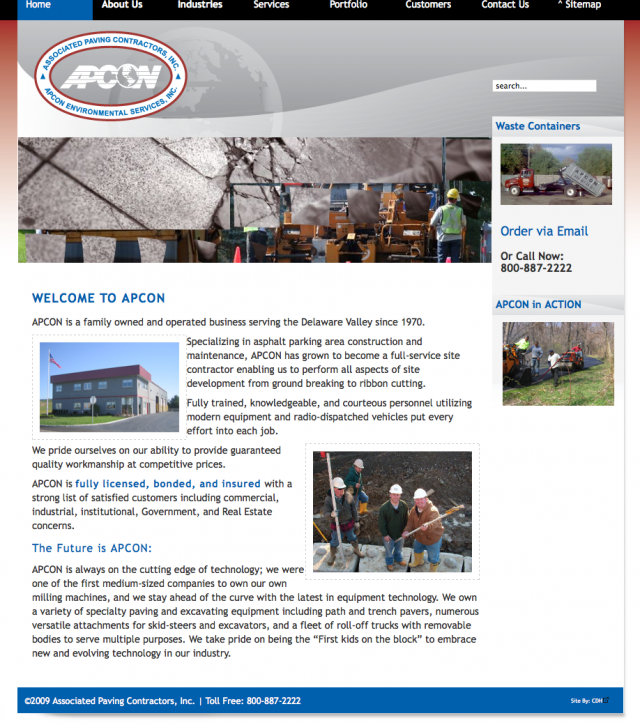 Home
About Us
Industries
Services
Portfolio
Customers
Contact Us
^ Sitemap
ASSOCIATED PAVING CONTRACTORS, INC.
APCON
APCON ENVIRONMENTAL SERVICES, INC.
search...
Waste Containers
Order via Email
Or Call Now:
800-887-2222
APCON in ACTION
WELCOME TO APCON
APCON is a family owned and operated business serving the Delaware Valley since 1970.
Specializing in asphalt parking area construction and
maintenance, APCON has grown to become a full-service site
contractor enabling us to perform all aspects of site
development from ground breaking to ribbon cutting.
Fully trained, knowledgeable, and courteous personnel utilizing
modern equipment and radio-dispatched vehicles put every
effort into each job.
We pride ourselves on our ability to provide guaranteed
quality workmanship at competitive prices.
APCON is fully licensed, bonded, and insured with a
strong list of satisfied customers including commercial,
industrial, institutional, Government, and Real Estate
concerns.
The Future is APCON:
APCON is always on the cutting edge of technology; we were
one of the first medium-sized companies to own our own
milling machines, and we stay ahead of the curve with the latest in equipment technology. We own
a variety of specialty paving and excavating equipment including path and trench pavers, numerous
versatile attachments for skid-steers and excavators, and a fleet of roll-off trucks with removable
bodies to serve multiple purposes. We take pride on being the “First kids on the block” to embrace
new and evolving technology in our industry.
©2009 Associated Paving Contractors, Inc. | Toll Free: 800-887-2222
Site By: CDH